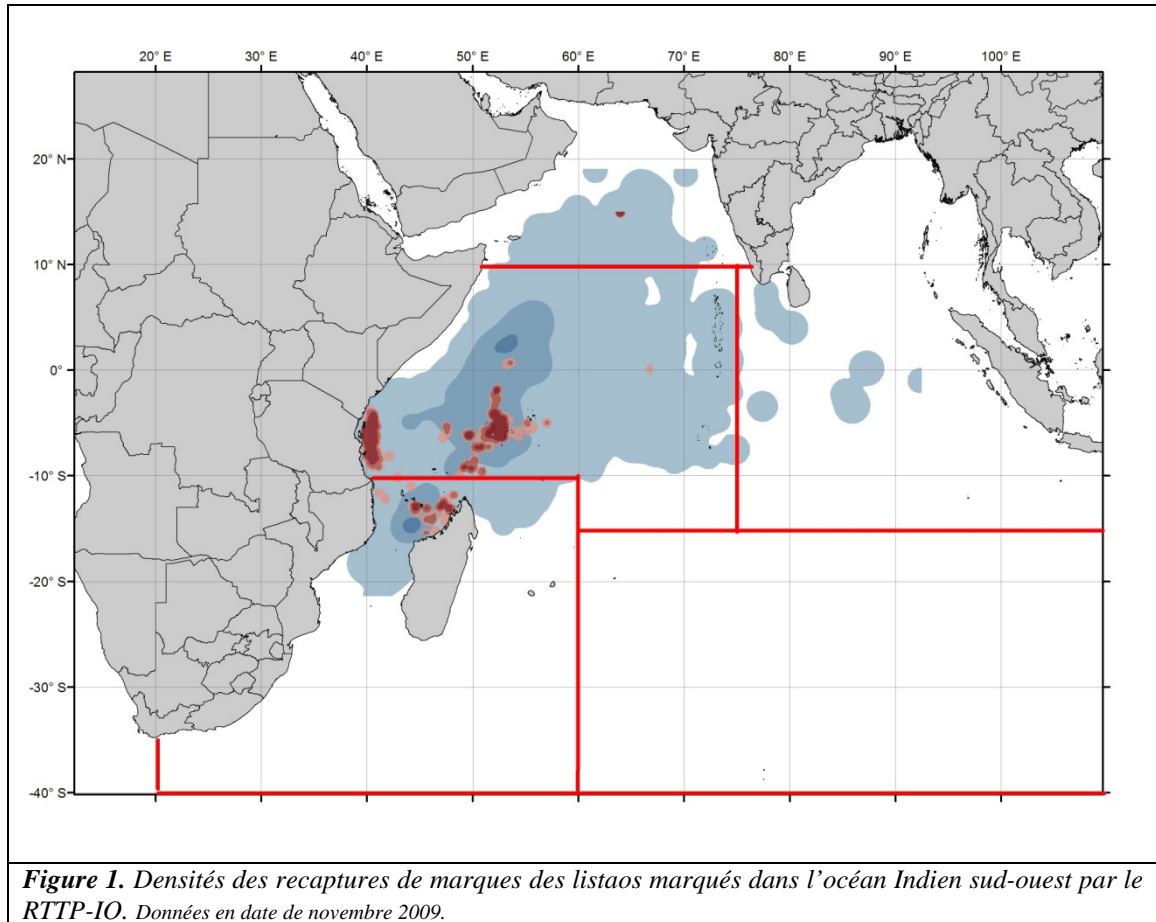 20° E 30° E 40° E 50° E 60° E 70° E 80° E 90° E 100° E
20° N
10° N
0°
-10° S
-20° S
-30° S
-40° S
Figure 1. Densités des recaptures de marques des listaos marqués dans l'océan Indien sud-ouest par le
RTTP-IO. Données en date de novembre 2009.